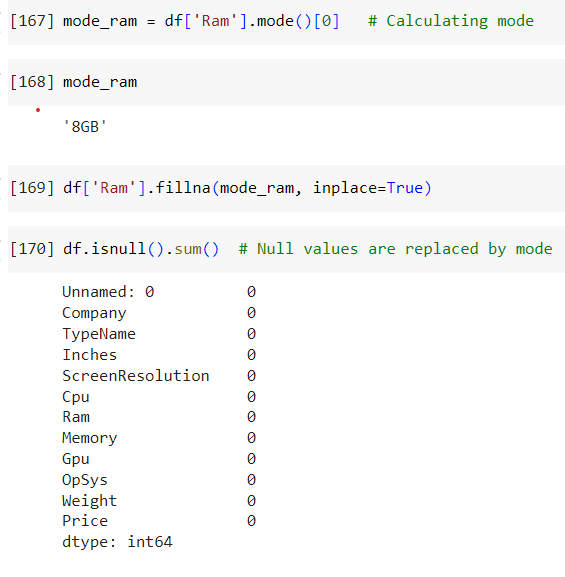 [167] mode_ram = df['Ram'].mode()[0]   # Calculating mode
[168] mode_ram
'8GB'
[169] df['Ram'].fillna(mode_ram, inplace=True)
[170] df.isnull().sum()  # Null values are replaced by mode
Unnamed: 0         0
Company            0
TypeName           0
Inches             0
ScreenResolution   0
Cpu                0
Ram                0
Memory             0
Gpu                0
OpSys              0
Weight             0
Price              0
dtype: int64